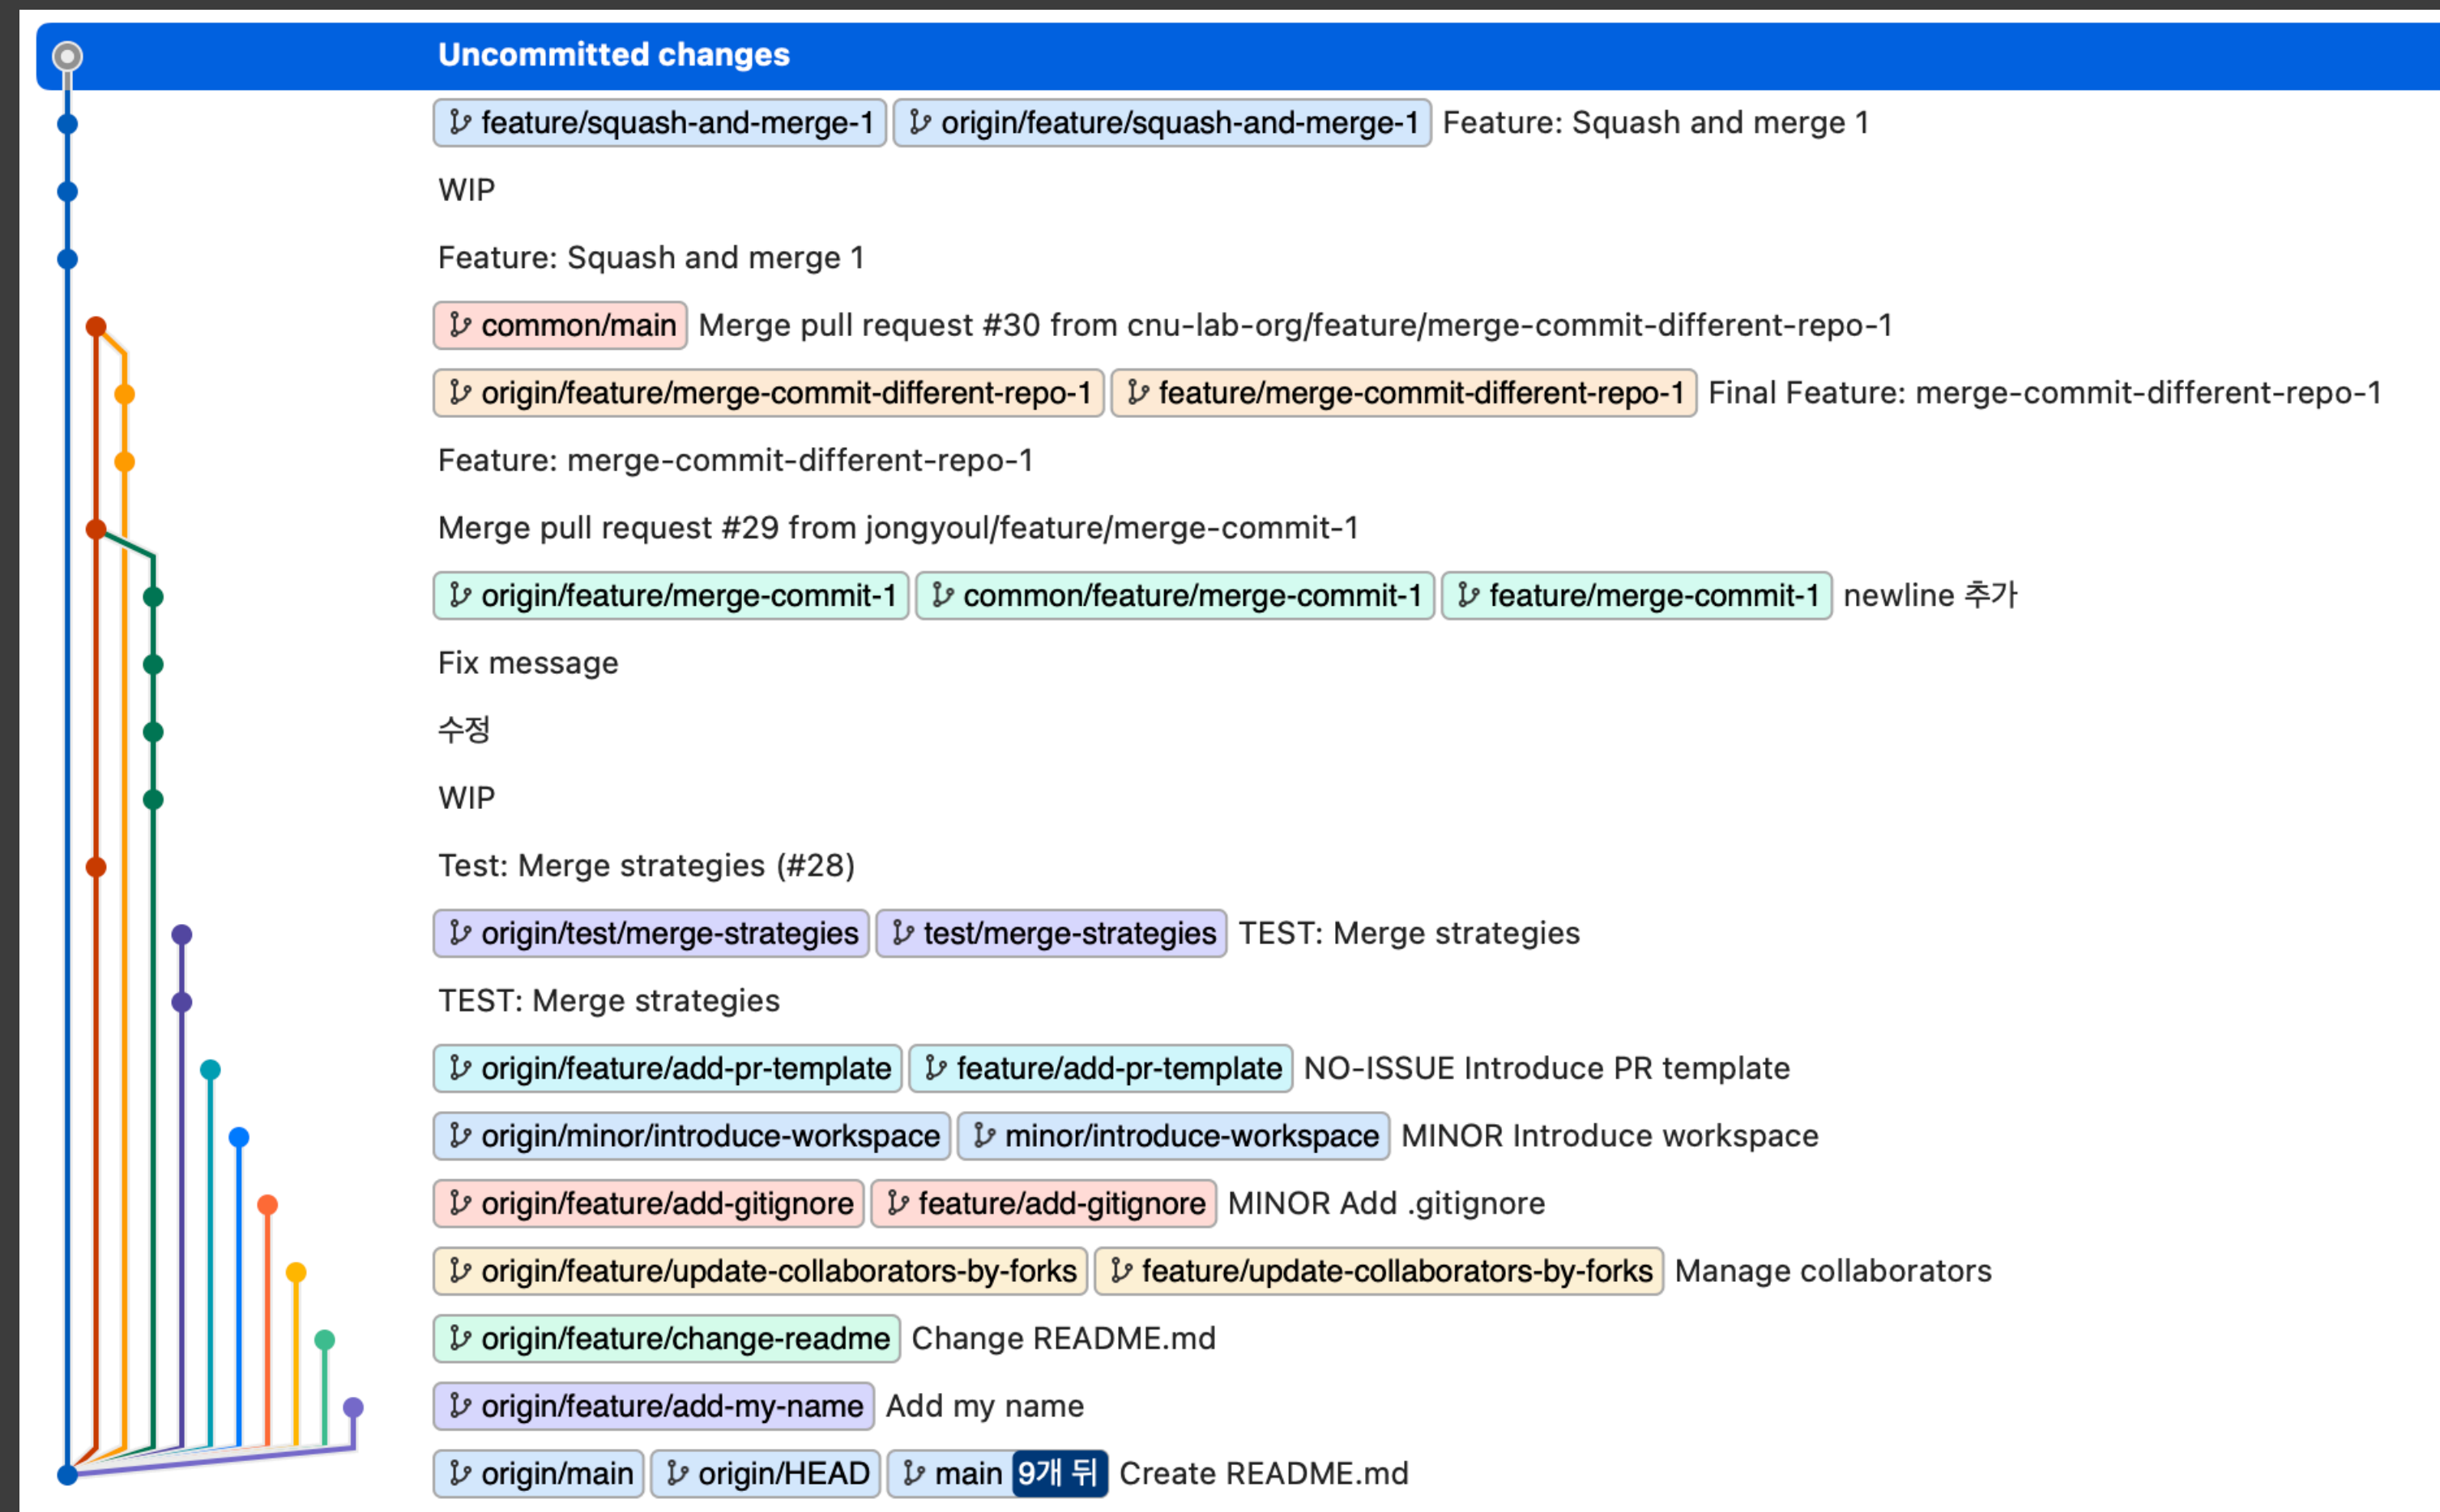 Uncommitted changes
feature/squash-and-merge-1 origin/feature/squash-and-merge-1 Feature: Squash and merge 1
WIP
Feature: Squash and merge 1
common/main Merge pull request #30 from cnu-lab-org/feature/merge-commit-different-repo-1
origin/feature/merge-commit-different-repo-1 feature/merge-commit-different-repo-1 Final Feature: merge-commit-different-repo-1
Feature: merge-commit-different-repo-1
Merge pull request #29 from jongyoul/feature/merge-commit-1
origin/feature/merge-commit-1 common/feature/merge-commit-1 feature/merge-commit-1 newline 추가
Fix message
수정
WIP
Test: Merge strategies (#28)
origin/test/merge-strategies test/merge-strategies TEST: Merge strategies
TEST: Merge strategies
origin/feature/add-pr-template feature/add-pr-template NO-ISSUE Introduce PR template
origin/minor/introduce-workspace minor/introduce-workspace MINOR Introduce workspace
origin/feature/add-gitignore feature/add-gitignore MINOR Add .gitignore
origin/feature/update-collaborators-by-forks feature/update-collaborators-by-forks Manage collaborators
origin/feature/change-readme Change README.md
origin/feature/add-my-name Add my name
origin/main origin/HEAD main 9개 뒤 Create README.md